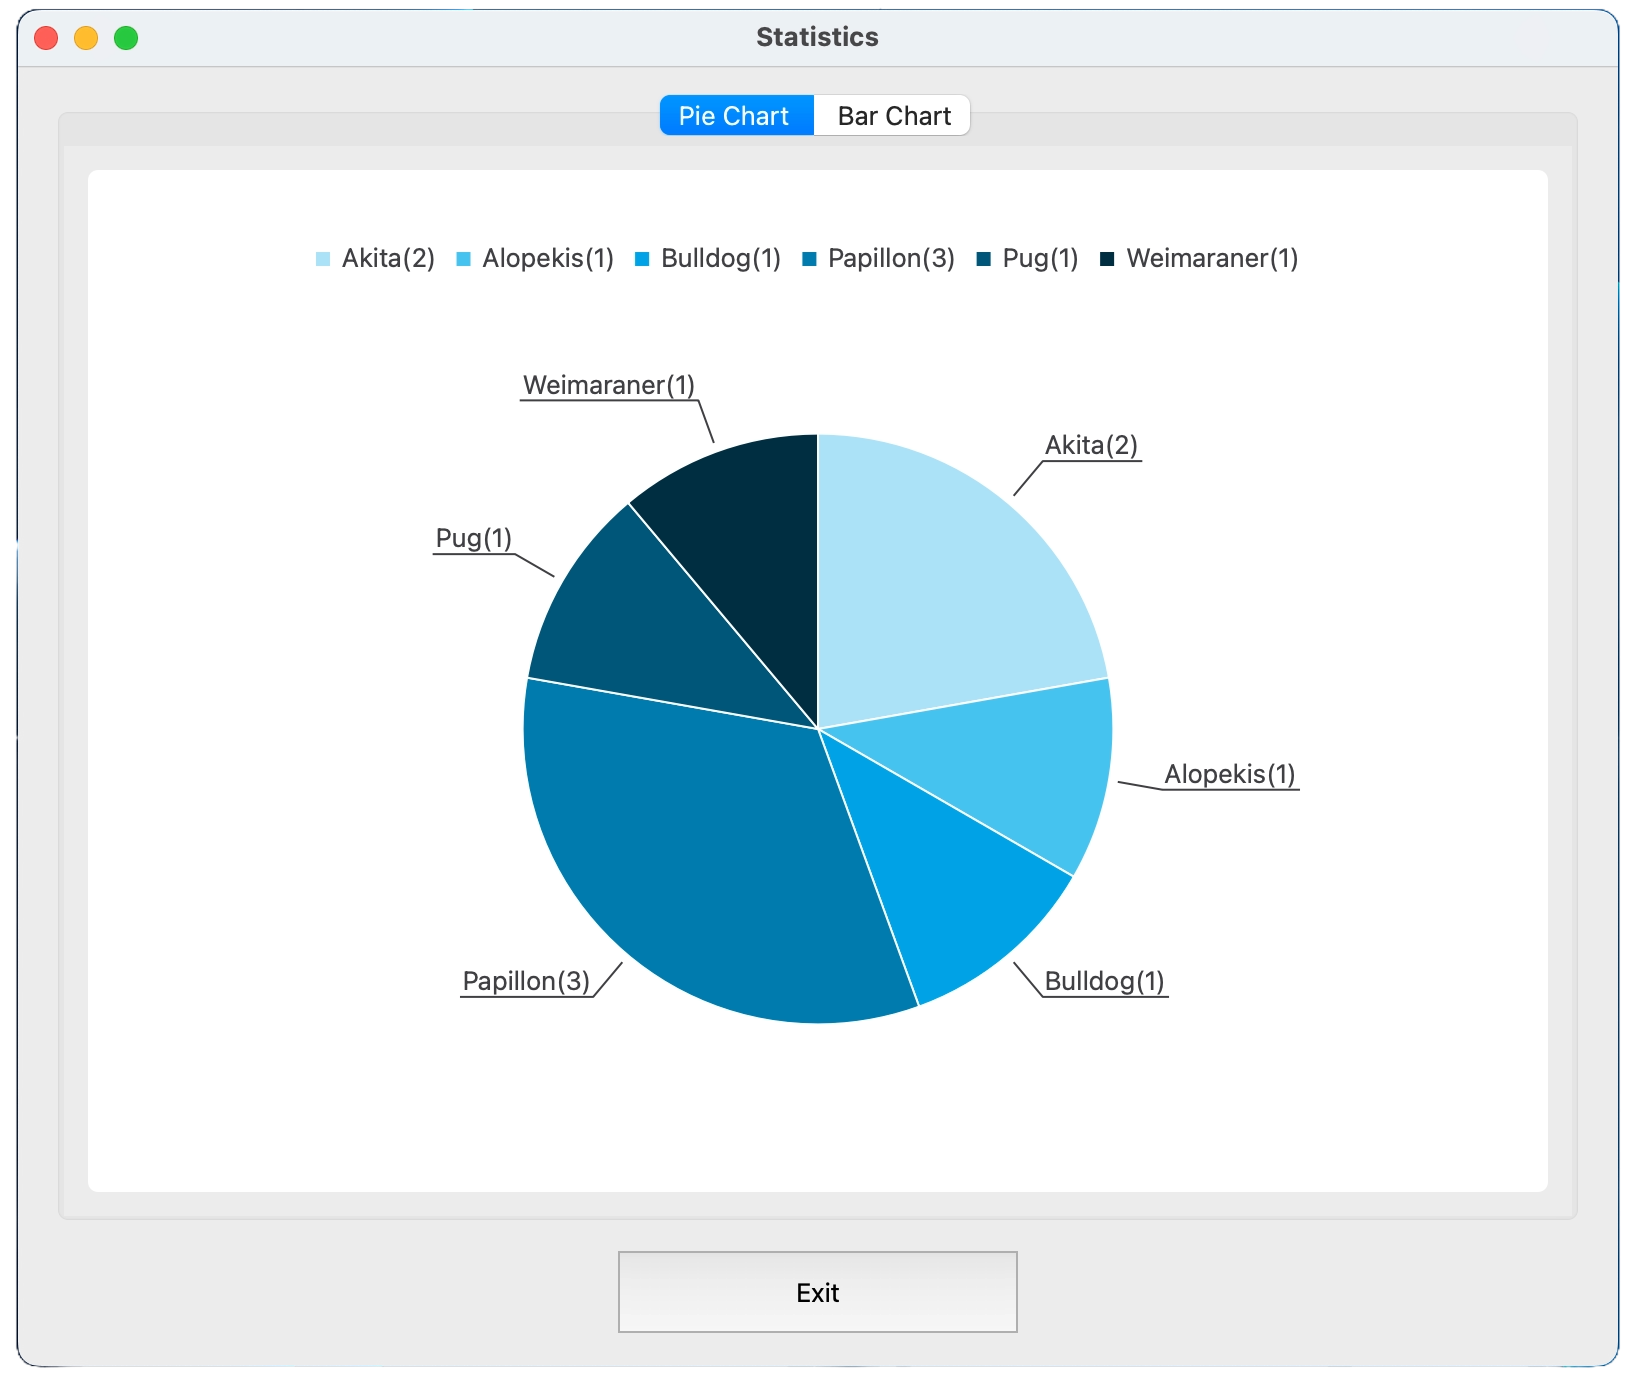 Statistics
Pie Chart Bar Chart
Akita(2) Alopekis(1) Bulldog(1) Papillon(3) Pug(1) Weimaraner(1)
Weimaraner(1)
Akita(2)
Pug(1)
Alopekis(1)
Papillon(3)
Bulldog(1)
Exit